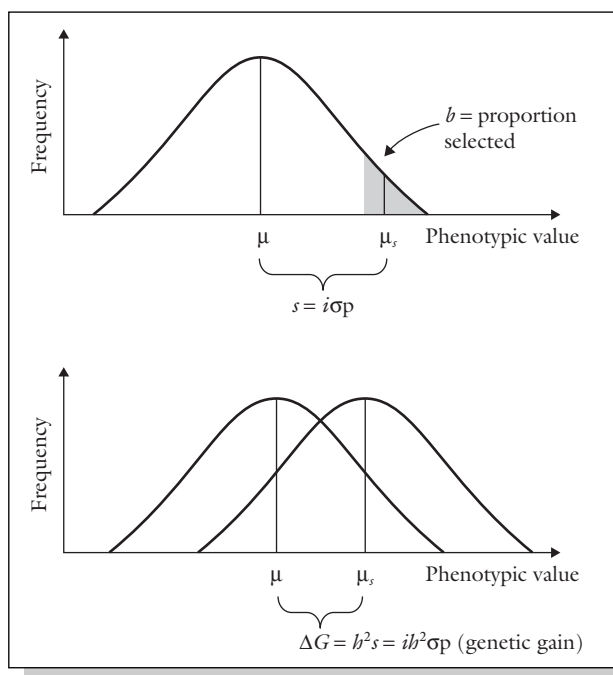 Frequency
b = proportion
selected
μ
μₛ
Phenotypic value
s = iσp
Frequency
μ
μₛ
Phenotypic value
ΔG = h²s = ih²σp (genetic gain)